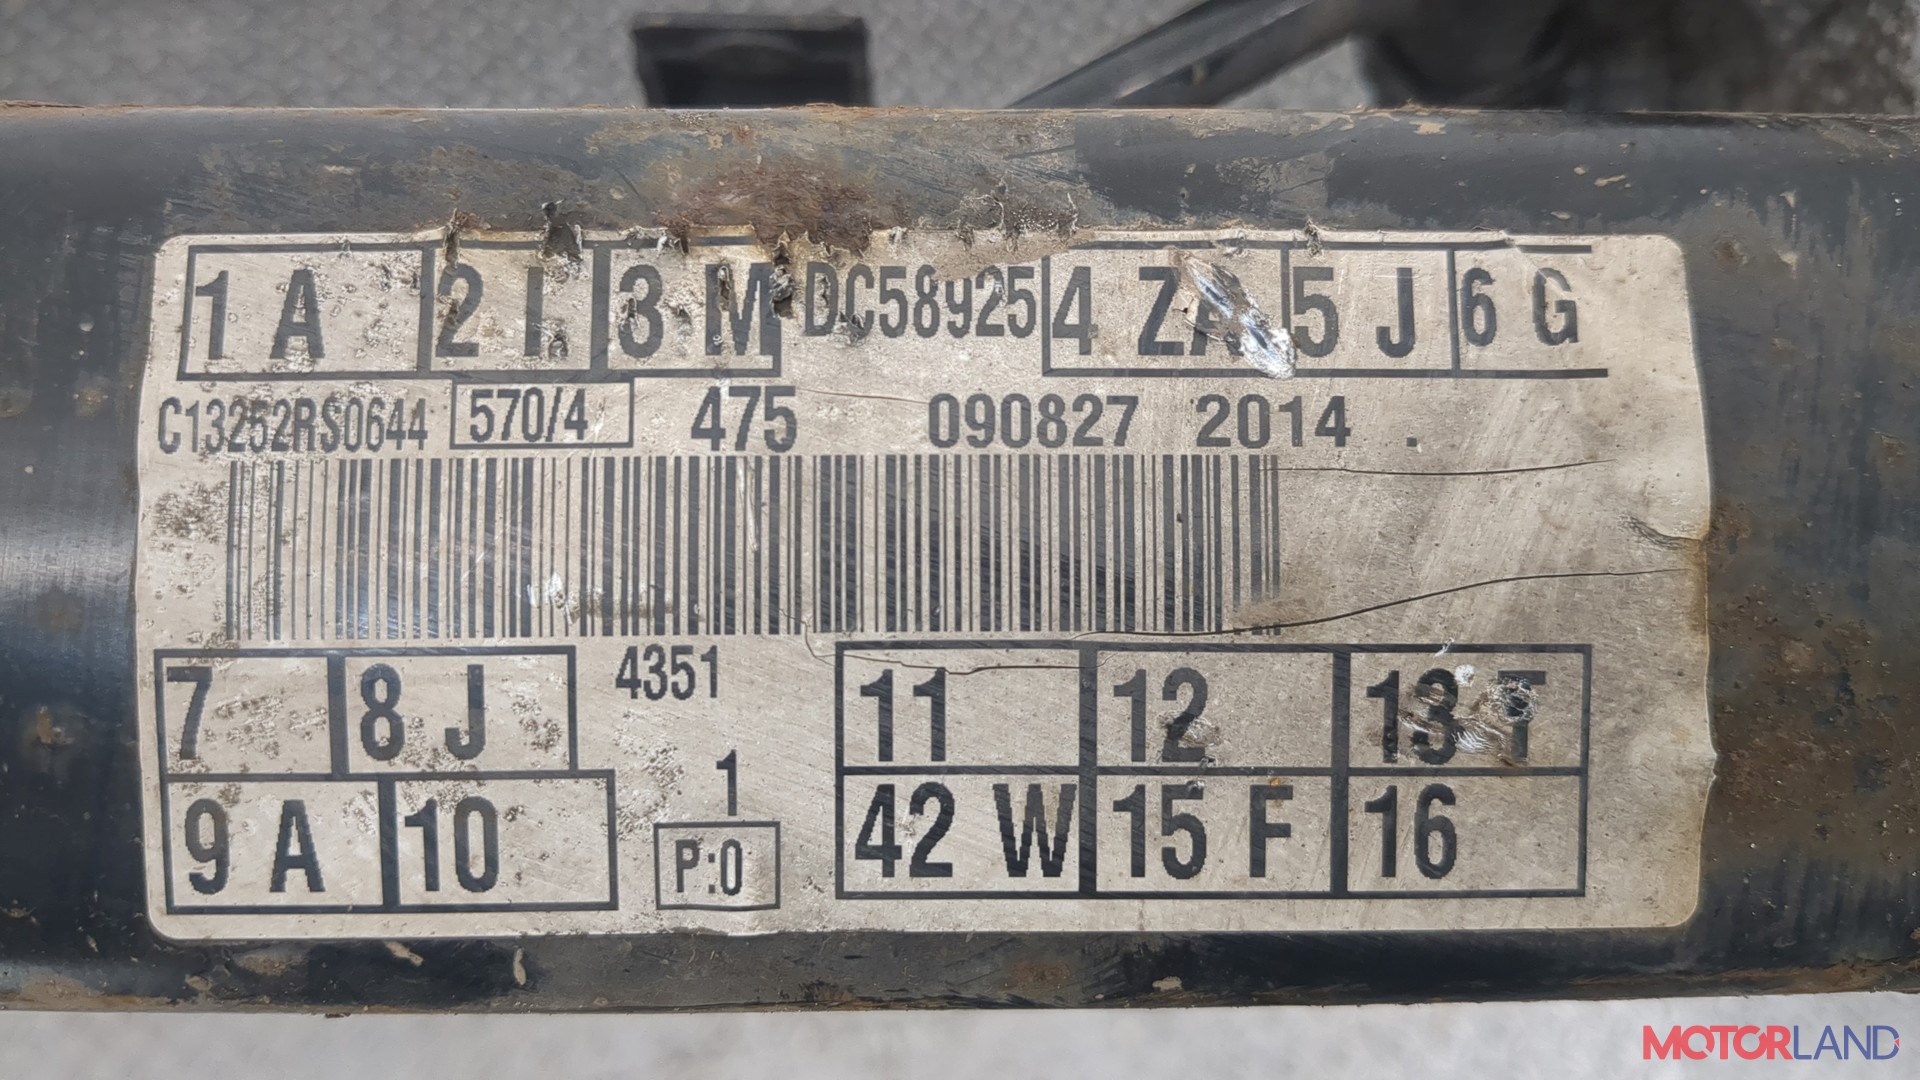 1 A 2 I 3 M DC58925 4 ZA 5 J 6 G
C13252RS0644 570/4 475 090827 2014
7 8 J 4351 11 12 13 T
1
9 A 10 P:0 42 W 15 F 16
MOTORLAND